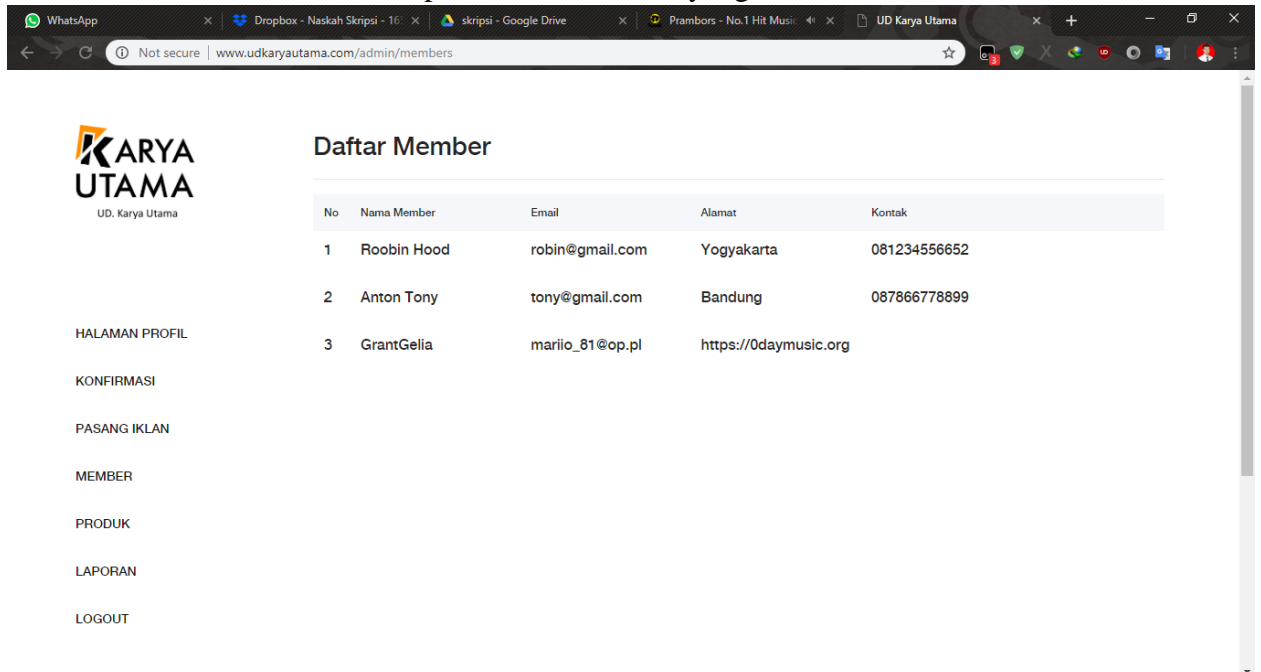 WhatsApp
Dropbox - Naskah Skripsi - 16
skripsi - Google Drive
Prambors - No.1 Hit Music
UD Karya Utama
Not secure | www.udkaryautama.com/admin/members
3
KARYA
UTAMA
UD. Karya Utama
Daftar Member
No Nama Member Email Alamat Kontak
1 Roobin Hood robin@gmail.com Yogyakarta 081234556652
2 Anton Tony tony@gmail.com Bandung 087866778899
3 GrantGelia mariio_81@op.pl https://0daymusic.org
HALAMAN PROFIL
KONFIRMASI
PASANG IKLAN
MEMBER
PRODUK
LAPORAN
LOGOUT